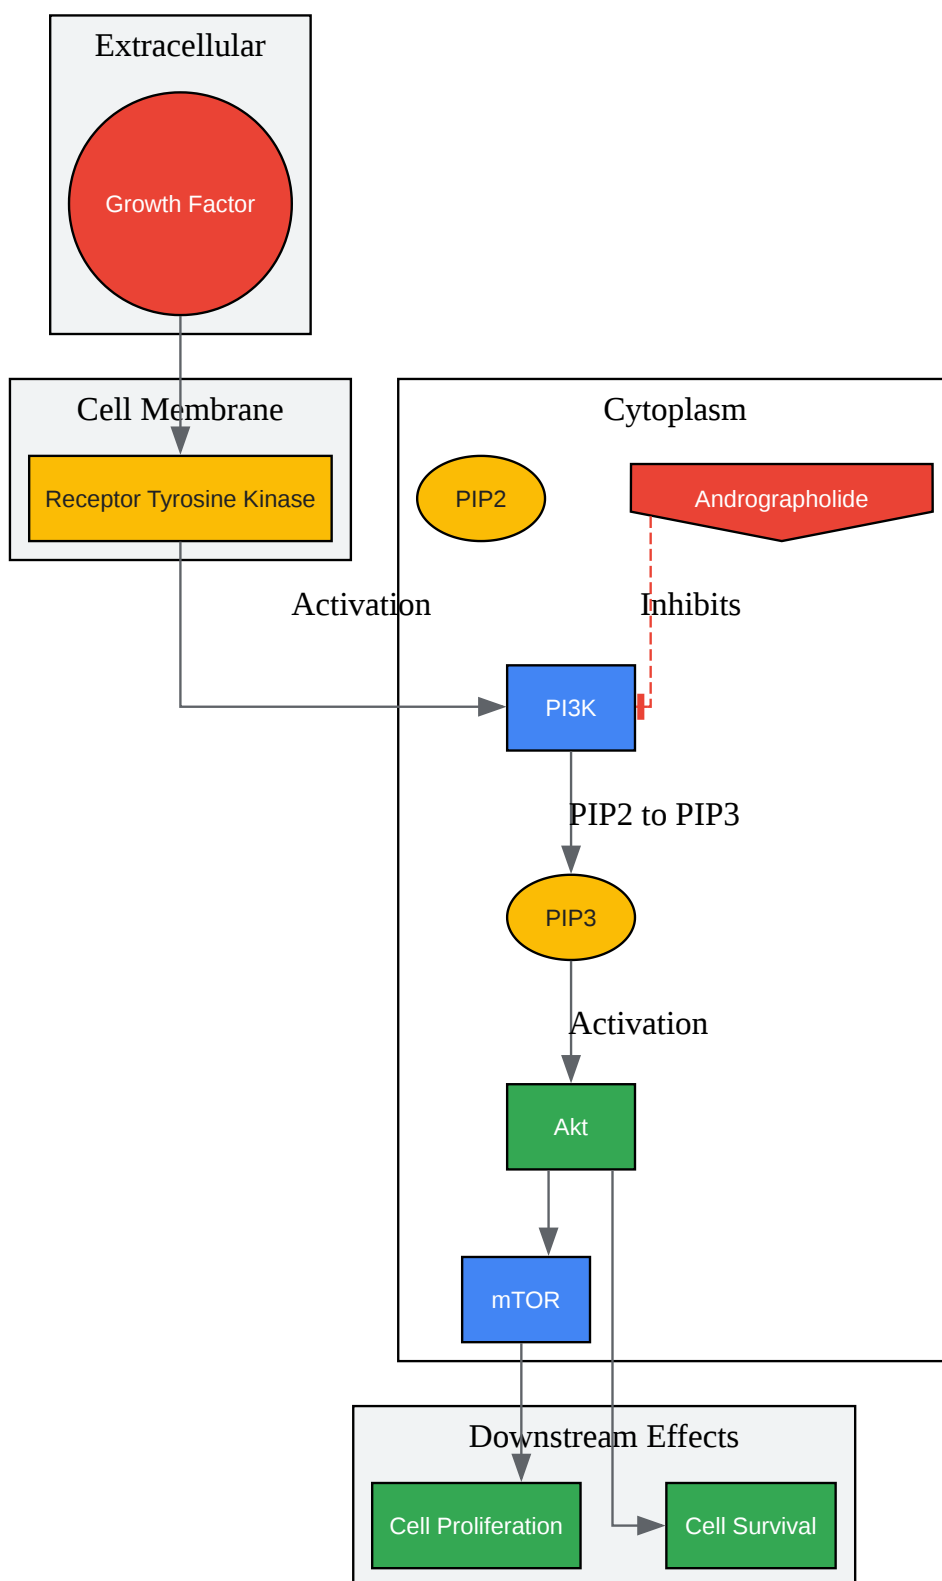 Extracellular
Growth Factor
Cell Membrane
Cytoplasm
Receptor Tyrosine Kinase
PIP2
Andrographolide
Activation
Inhibits
PI3K
PIP2 to PIP3
PIP3
Activation
Akt
mTOR
Downstream Effects
Cell Proliferation
Cell Survival